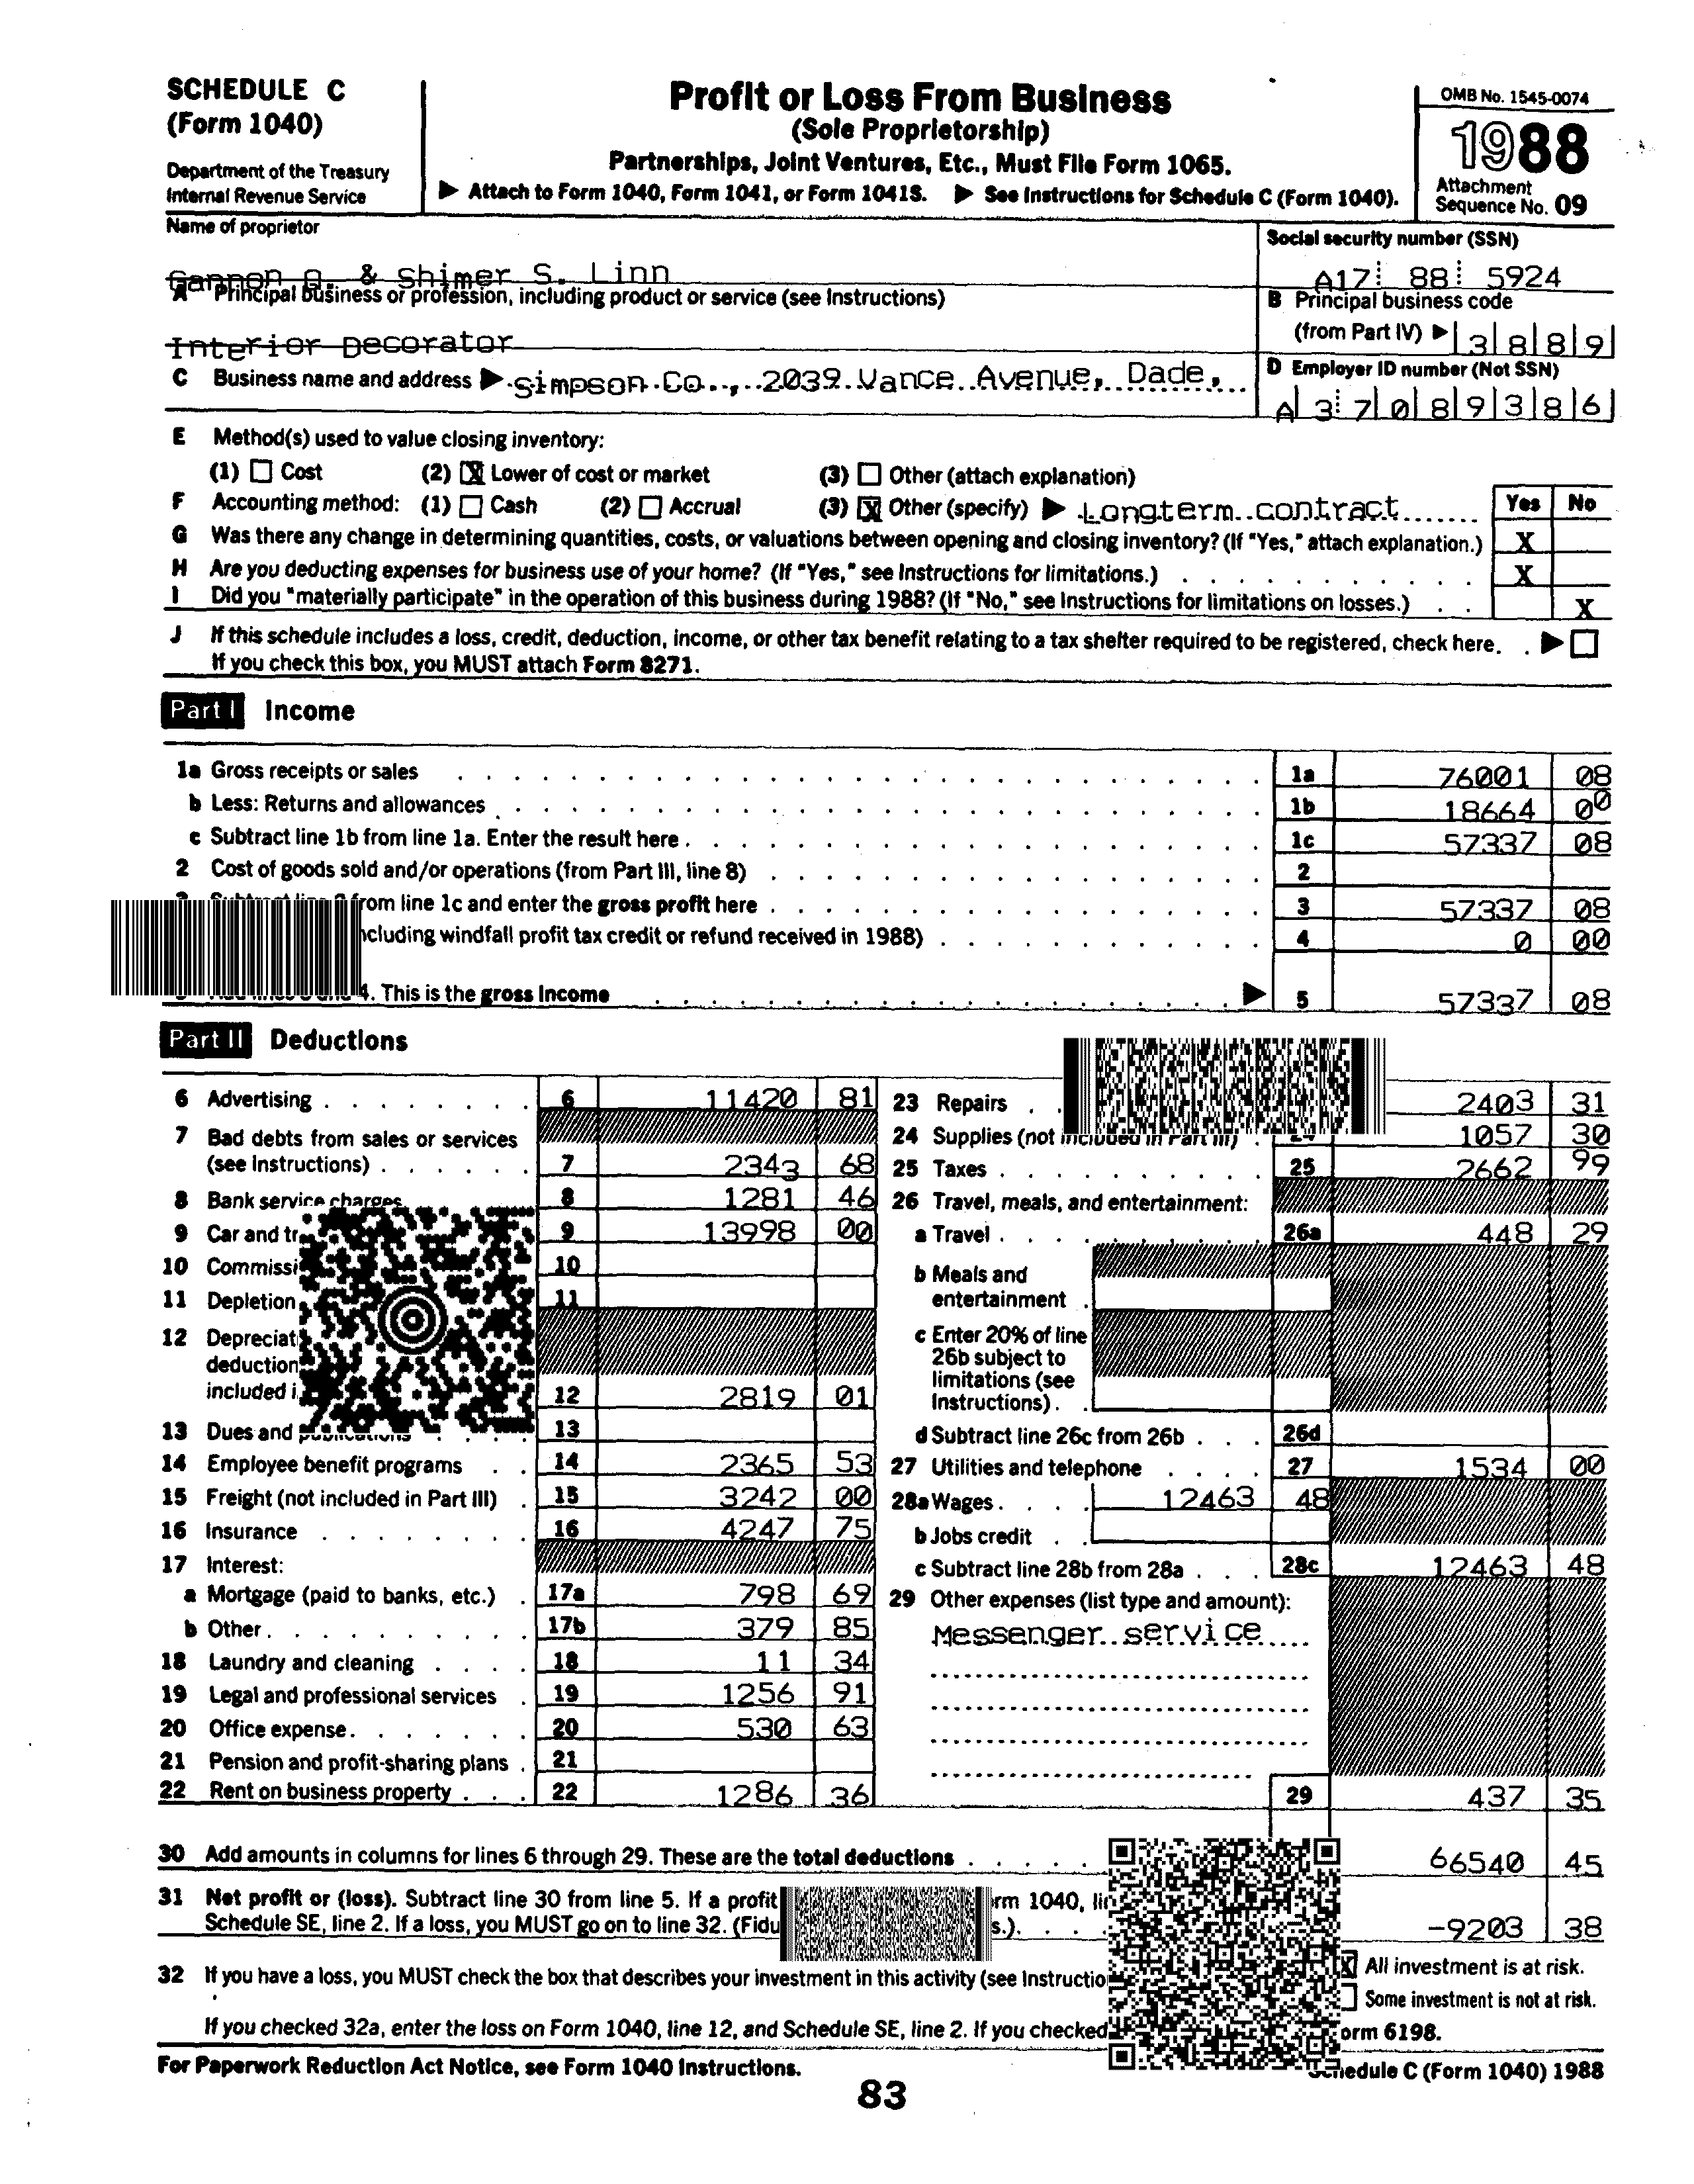 SCHEDULE C
(Form 1040)
Department of the Treasury
Internal Revenue Service
Profit or Loss From Business
(Sole Proprietorship)
Partnerships, Joint Ventures, Etc., Must File Form 1065.
▶ Attach to Form 1040, Form 1041, or Form 1041S. ▶ See Instructions for Schedule C (Form 1040).
OMB No. 1545-0074
1988
Attachment
Sequence No. 09
Name of proprietor
Gannon A. & Shimer S. Linn
Social security number (SSN)
A17 88 5924
A Principal business or profession, including product or service (see Instructions)
Interior Decorator
B Principal business code
(from Part IV) ▶ 3 8 8 9
C Business name and address ▶ Simpson Co., 2039 Vance Avenue, Dade,
D Employer ID number (Not SSN)
A 3 7 0 8 9 3 8 6
E Method(s) used to value closing inventory:
(1) Cost (2) X Lower of cost or market (3) Other (attach explanation)
F Accounting method: (1) Cash (2) Accrual (3) X Other (specify) ▶ Longterm contract
Yes No
G Was there any change in determining quantities, costs, or valuations between opening and closing inventory? (If "Yes," attach explanation.) X
H Are you deducting expenses for business use of your home? (If "Yes," see Instructions for limitations.) X
I Did you "materially participate" in the operation of this business during 1988? (If "No," see Instructions for limitations on losses.) X
J If this schedule includes a loss, credit, deduction, income, or other tax benefit relating to a tax shelter required to be registered, check here. ▶
If you check this box, you MUST attach Form 8271.
Part I Income
1a Gross receipts or sales 1a 76001 08
b Less: Returns and allowances 1b 18664 00
c Subtract line 1b from line 1a. Enter the result here 1c 57337 08
2 Cost of goods sold and/or operations (from Part III, line 8) 2
from line 1c and enter the gross profit here 3 57337 08
windfall profit tax credit or refund received in 1988) 4 0 00
4. This is the gross income ▶ 5 57337 08
Part II Deductions
6 Advertising 6 11420 81
7 Bad debts from sales or services
(see Instructions) 7 2343 68
8 Bank service charges 8 1281 46
9 Car and 9 13998 00
10 10
11 Depletion 11
12
included 12 2819 01
13 Dues and 13
14 Employee benefit programs 14 2365 53
15 Freight (not included in Part III) 15 3242 00
16 Insurance 16 4247 75
17 Interest:
a Mortgage (paid to banks, etc.) 17a 798 69
b Other 17b 379 85
18 Laundry and cleaning 18 11 34
19 Legal and professional services 19 1256 91
20 Office expense 20 530 63
21 Pension and profit-sharing plans 21
22 Rent on business property 22 1286 36
23 Repairs 2403 31
24 Supplies (not included in Part III) 24 1057 30
25 Taxes 25 2662 99
26 Travel, meals, and entertainment:
a Travel 26a 448 29
b Meals and
entertainment
c Enter 20% of line
26b subject to
limitations (see
Instructions)
d Subtract line 26c from 26b 26d
27 Utilities and telephone 27 1534 00
28a Wages 12463 48
b Jobs credit
c Subtract line 28b from 28a 28c 12463 48
29 Other expenses (list type and amount):
Messenger service
29 437 35
30 Add amounts in columns for lines 6 through 29. These are the total deductions 66540 45
31 Net profit or (loss). Subtract line 30 from line 5. If a profit 1040,
Schedule SE, line 2. If a loss, you MUST go on to line 32. -9203 38
32 If you have a loss, you MUST check the box that describes your investment in this activity (see X All investment is at risk.
Some investment is not at risk.
If you checked 32a, enter the loss on Form 1040, line 12, and Schedule SE, line 2. If you checked 6198.
For Paperwork Reduction Act Notice, see Form 1040 Instructions.
Schedule C (Form 1040) 1988
83